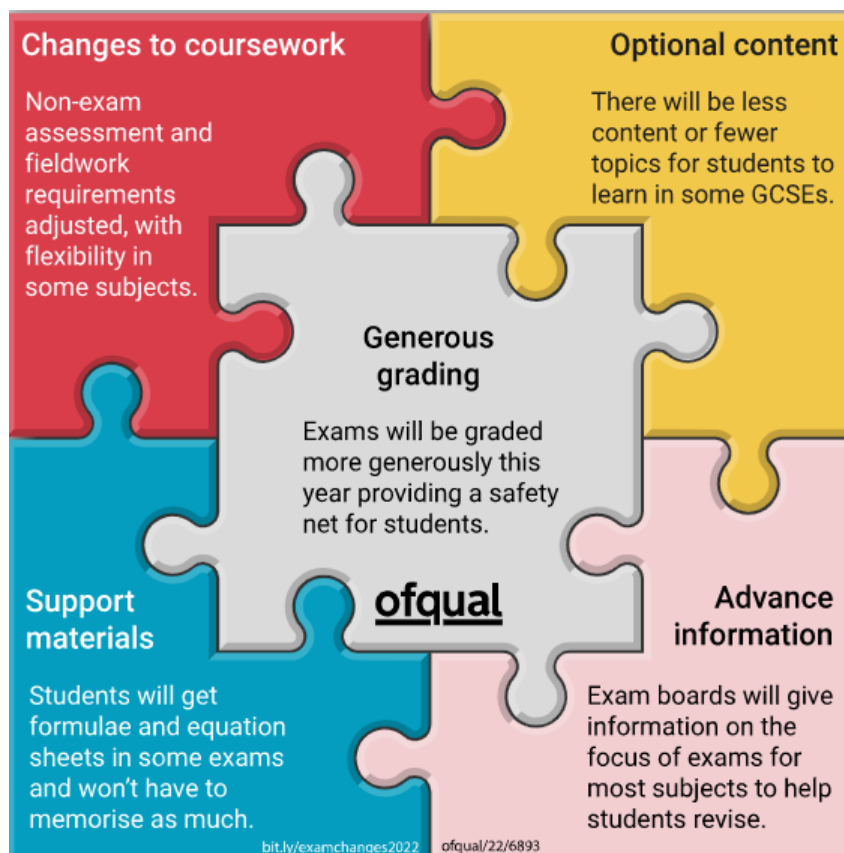 Changes to coursework
Non-exam
assessment and
fieldwork
requirements
adjusted, with
flexibility in
some subjects.
Optional content
There will be less
content or fewer
topics for students to
learn in some GCSEs.
Generous
grading
Exams will be graded
more generously this
year providing a safety
net for students.
ofqual
Support
materials
Students will get
formulae and equation
sheets in some exams
and won’t have to
memorise as much.
bit.ly/examchanges2022
Advance
information
Exam boards will give
information on the
focus of exams for
most subjects to help
students revise.
ofqual/22/6893